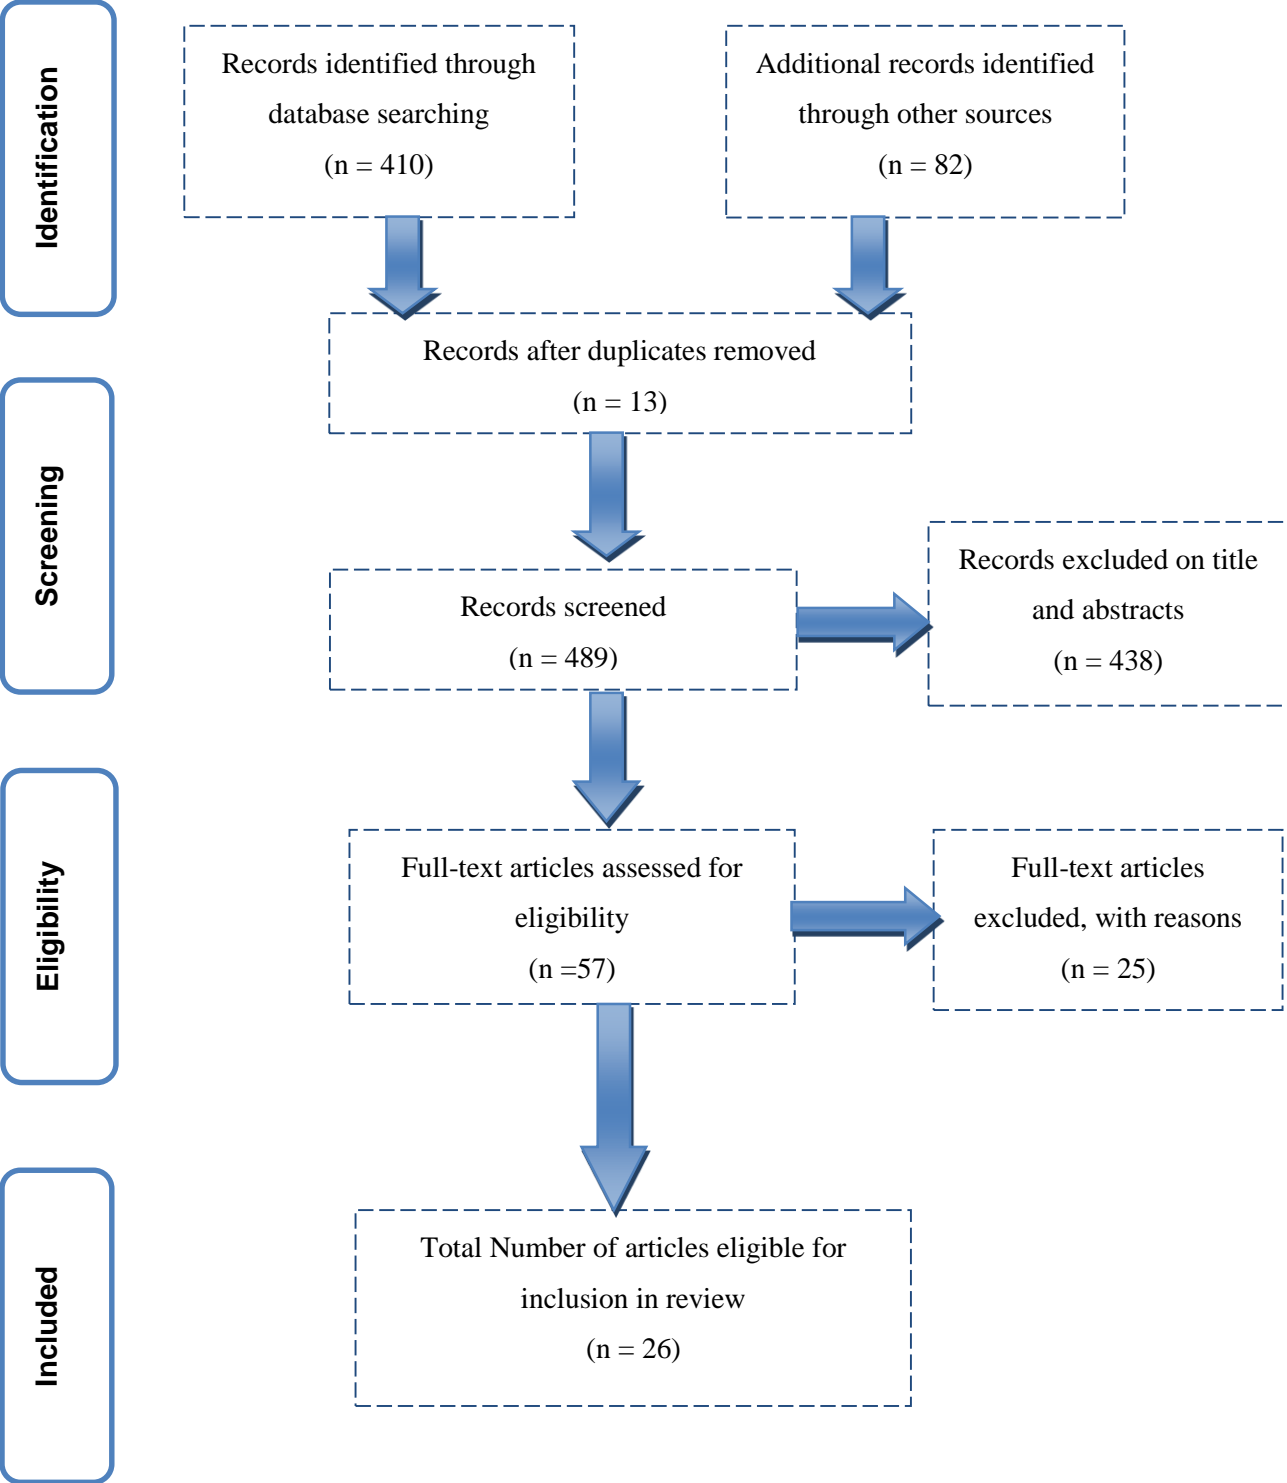 Identification
Records identified through
database searching
(n = 410)
Additional records identified
through other sources
(n = 82)
Records after duplicates removed
(n = 13)
Screening
Records screened
(n = 489)
Records excluded on title
and abstracts
(n = 438)
Eligibility
Full-text articles assessed for
eligibility
(n =57)
Full-text articles
excluded, with reasons
(n = 25)
Included
Total Number of articles eligible for
inclusion in review
(n = 26)